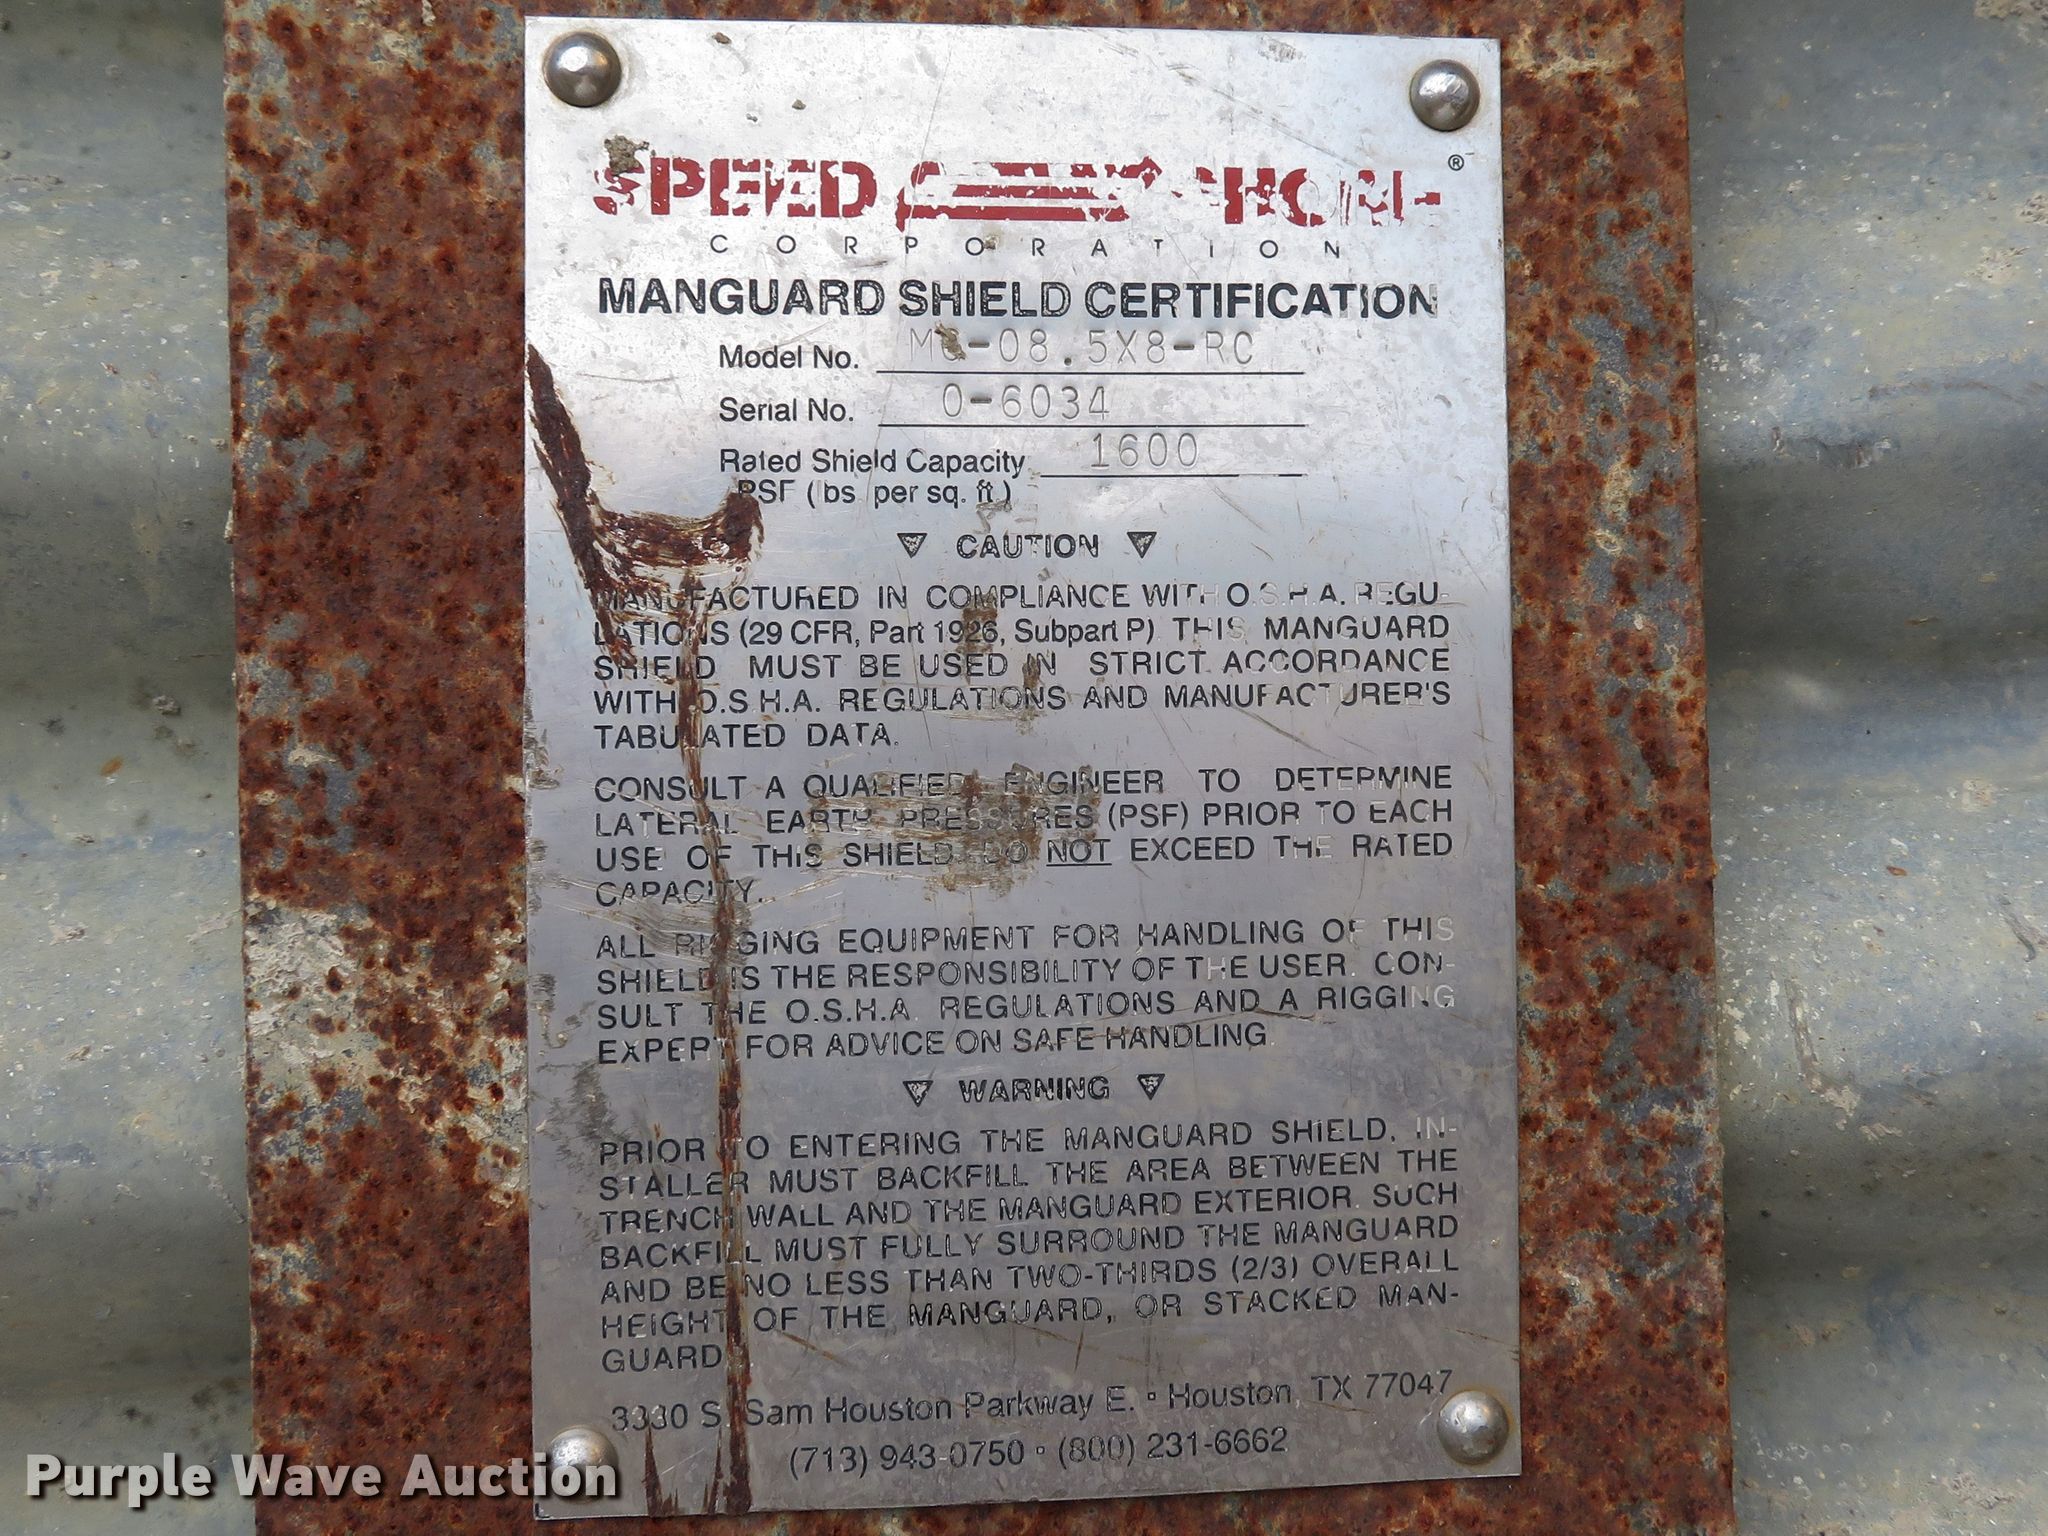 SPEED SHORE ®
CORPORATION
MANGUARD SHIELD CERTIFICATION
Model No. MG-08.5X8-RC
Serial No. 0-6034
Rated Shield Capacity 1600
PSF (lbs. per sq. ft.)
CAUTION
MANUFACTURED IN COMPLIANCE WITH O.S.H.A. REGU-
LATIONS (29 CFR, Part 1926, Subpart P). THIS MANGUARD
SHIELD MUST BE USED IN STRICT ACCORDANCE
WITH O.S.H.A. REGULATIONS AND MANUFACTURER'S
TABULATED DATA.
CONSULT A QUALIFIED ENGINEER TO DETERMINE
LATERAL EARTH PRESSURES (PSF) PRIOR TO EACH
USE OF THIS SHIELD. DO NOT EXCEED THE RATED
CAPACITY.
ALL RIGGING EQUIPMENT FOR HANDLING OF THIS
SHIELD IS THE RESPONSIBILITY OF THE USER. CON-
SULT THE O.S.H.A. REGULATIONS AND A RIGGING
EXPERT FOR ADVICE ON SAFE HANDLING.
WARNING
PRIOR TO ENTERING THE MANGUARD SHIELD, IN-
STALLER MUST BACKFILL THE AREA BETWEEN THE
TRENCH WALL AND THE MANGUARD EXTERIOR. SUCH
BACKFILL MUST FULLY SURROUND THE MANGUARD
AND BE NO LESS THAN TWO-THIRDS (2/3) OVERALL
HEIGHT OF THE MANGUARD, OR STACKED MAN-
GUARD.
3330 S. Sam Houston Parkway E. • Houston, TX 77047
(713) 943-0750 • (800) 231-6662
Purple Wave Auction